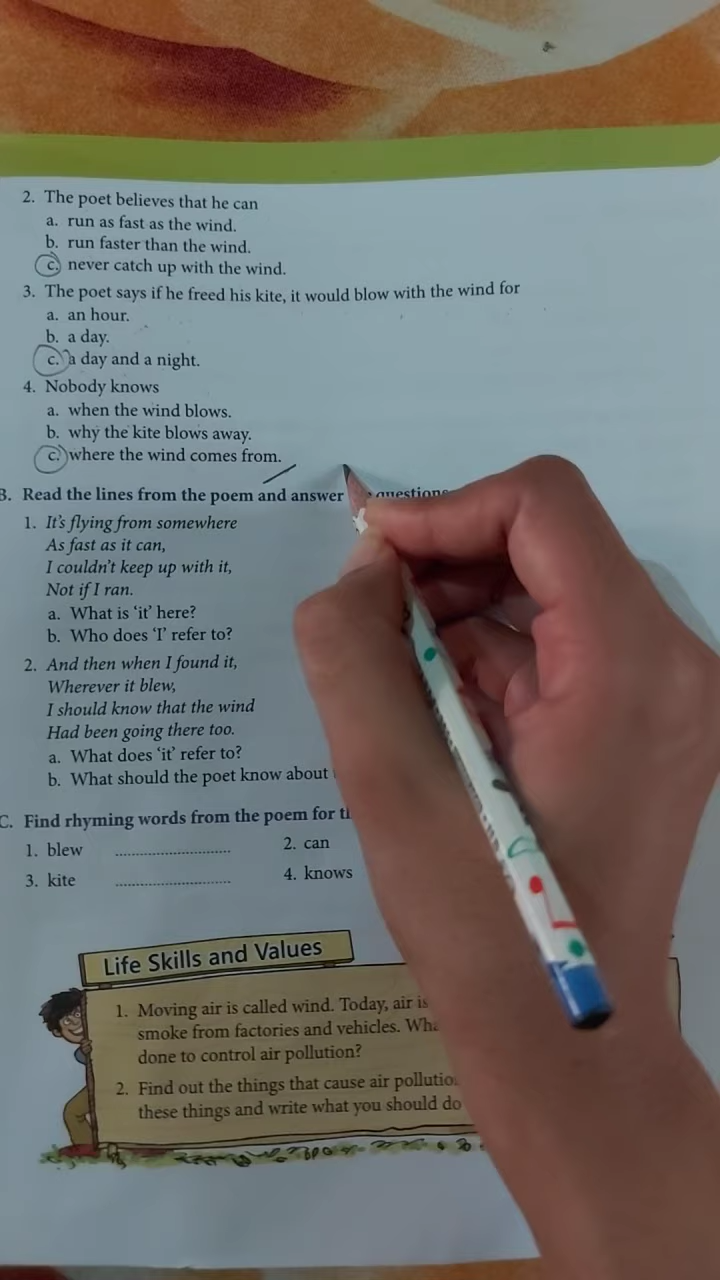 2. The poet believes that he can
a. run as fast as the wind.
b. run faster than the wind.
c. never catch up with the wind.
3. The poet says if he freed his kite, it would blow with the wind for
a. an hour.
b. a day.
c. a day and a night.
4. Nobody knows
a. when the wind blows.
b. why the kite blows away.
c. where the wind comes from.
B. Read the lines from the poem and answer questions
1. It's flying from somewhere
As fast as it can,
I couldn't keep up with it,
Not if I ran.
a. What is 'it' here?
b. Who does 'I' refer to?
2. And then when I found it,
Wherever it blew,
I should know that the wind
Had been going there too.
a. What does 'it' refer to?
b. What should the poet know about
C. Find rhyming words from the poem for
1. blew 2. can
3. kite 4. knows
Life Skills and Values
1. Moving air is called wind. Today, air is
smoke from factories and vehicles.
done to control air pollution?
2. Find out the things that cause air
these things and write what you should do